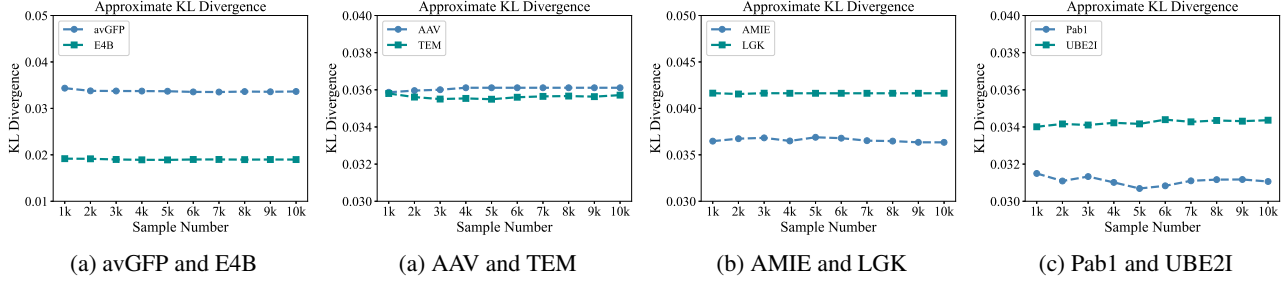 Approximate KL Divergence
avGFP
E4B
KL Divergence
0.05
0.04
0.03
0.02
0.01
1k 2k 3k 4k 5k 6k 7k 8k 9k 10k
Sample Number
(a) avGFP and E4B
Approximate KL Divergence
AAV
TEM
KL Divergence
0.040
0.038
0.036
0.034
0.032
0.030
1k 2k 3k 4k 5k 6k 7k 8k 9k 10k
Sample Number
(a) AAV and TEM
Approximate KL Divergence
AMIE
LGK
KL Divergence
0.050
0.045
0.040
0.035
0.030
1k 2k 3k 4k 5k 6k 7k 8k 9k 10k
Sample Number
(b) AMIE and LGK
Approximate KL Divergence
Pab1
UBE2I
KL Divergence
0.040
0.038
0.036
0.034
0.032
0.030
1k 2k 3k 4k 5k 6k 7k 8k 9k 10k
Sample Number
(c) Pab1 and UBE2I